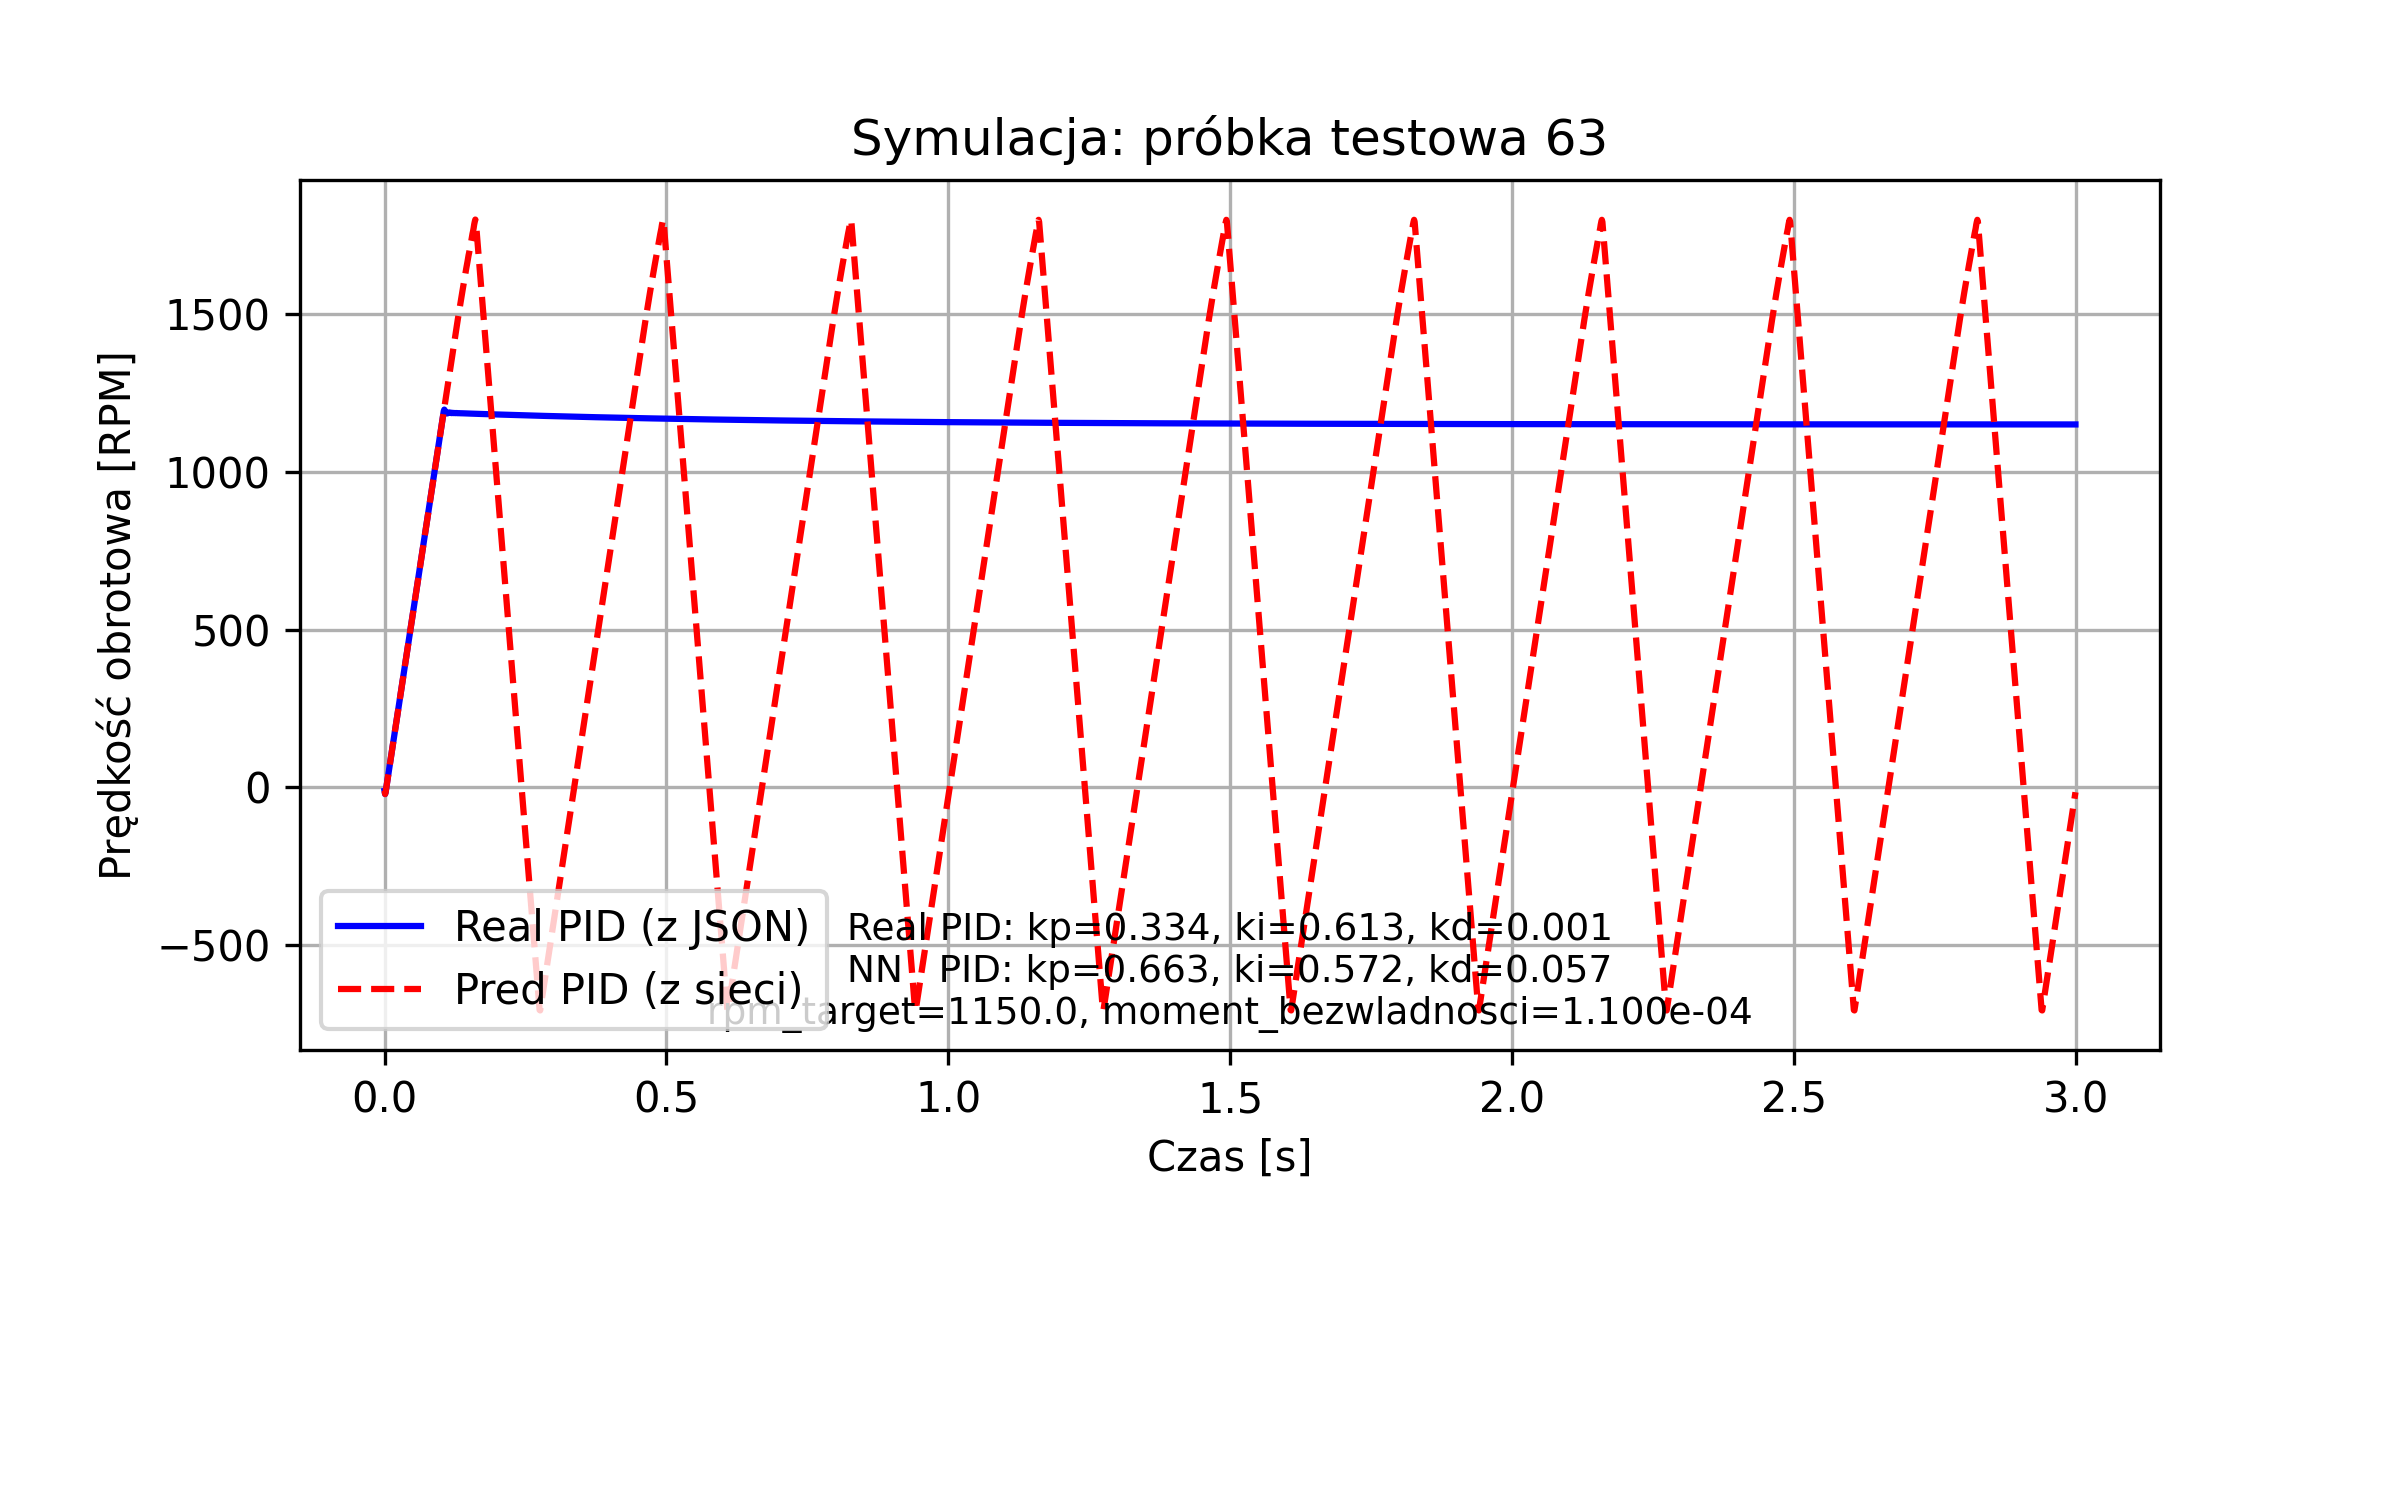 Symulacja: próbka testowa 63
Prędkość obrotowa [RPM]
1500
1000
500
0
−500
Real PID (z JSON)
Pred PID (z sieci)
Real PID: kp=0.334, ki=0.613, kd=0.001
NN PID: kp=0.663, ki=0.572, kd=0.057
rpm_target=1150.0, moment_bezwladnosci=1.100e-04
0.0 0.5 1.0 1.5 2.0 2.5 3.0
Czas [s]